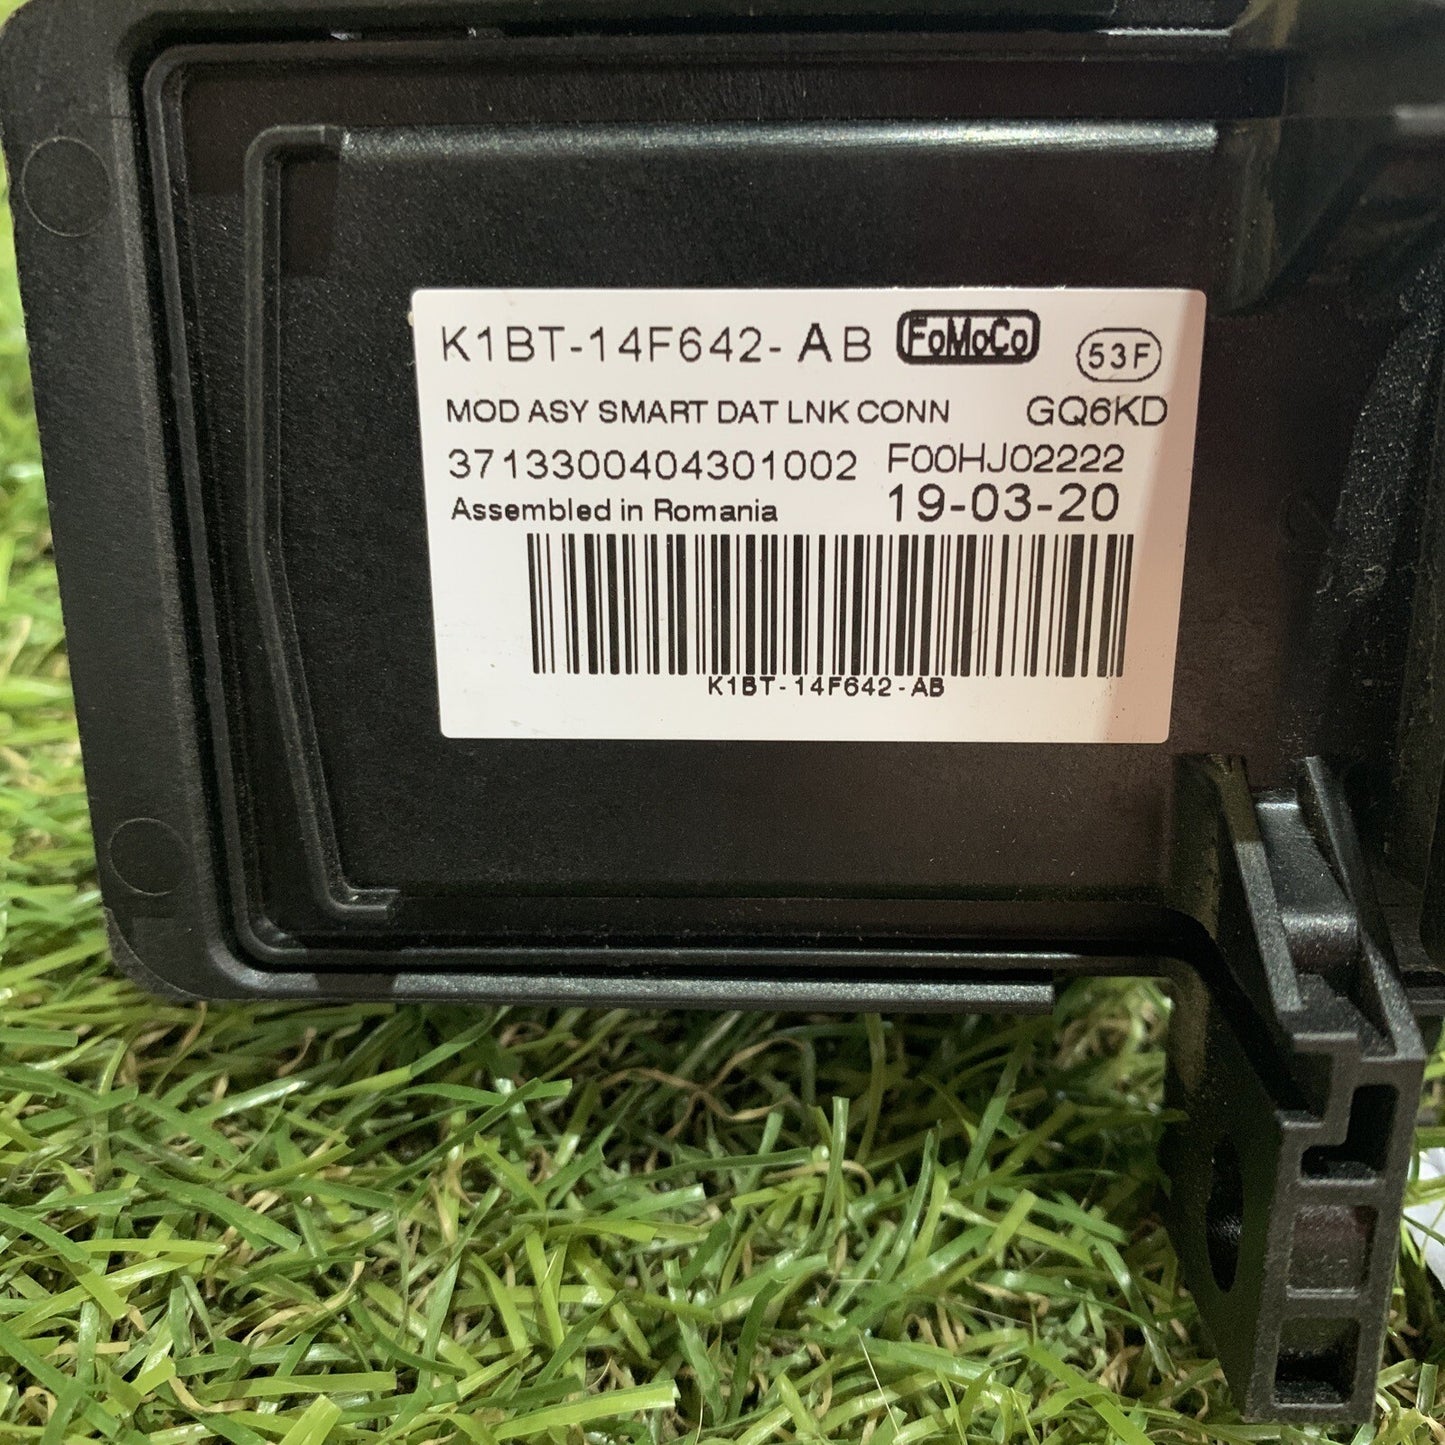 K1BT-14F642-AB FoMoCo 53F
MOD ASY SMART DAT LNK CONN GQ6KD
3713300404301002 F00HJ02222
Assembled in Romania 19-03-20
K1BT-14F642-AB